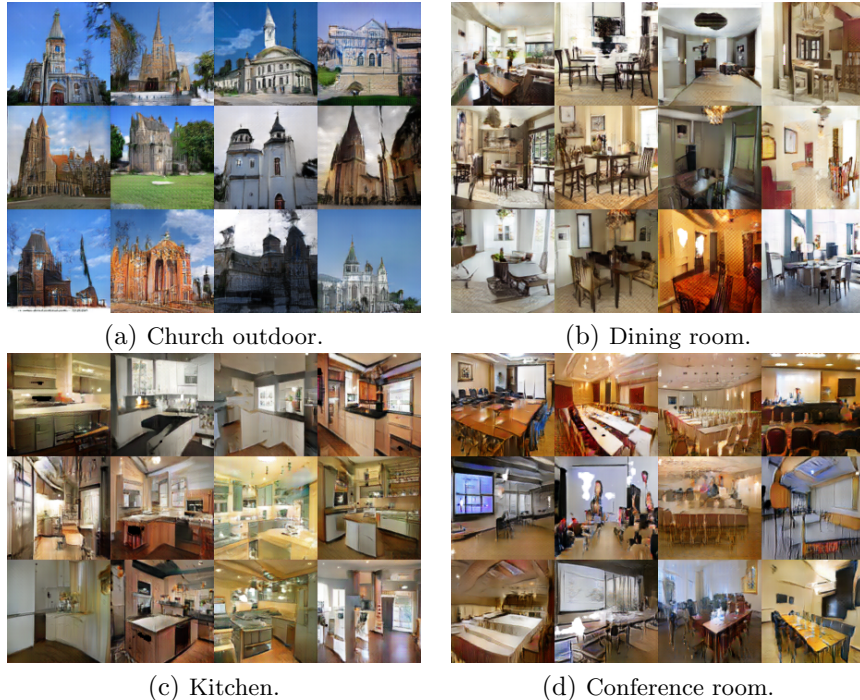 (a) Church outdoor.
(b) Dining room.
(c) Kitchen.
(d) Conference room.